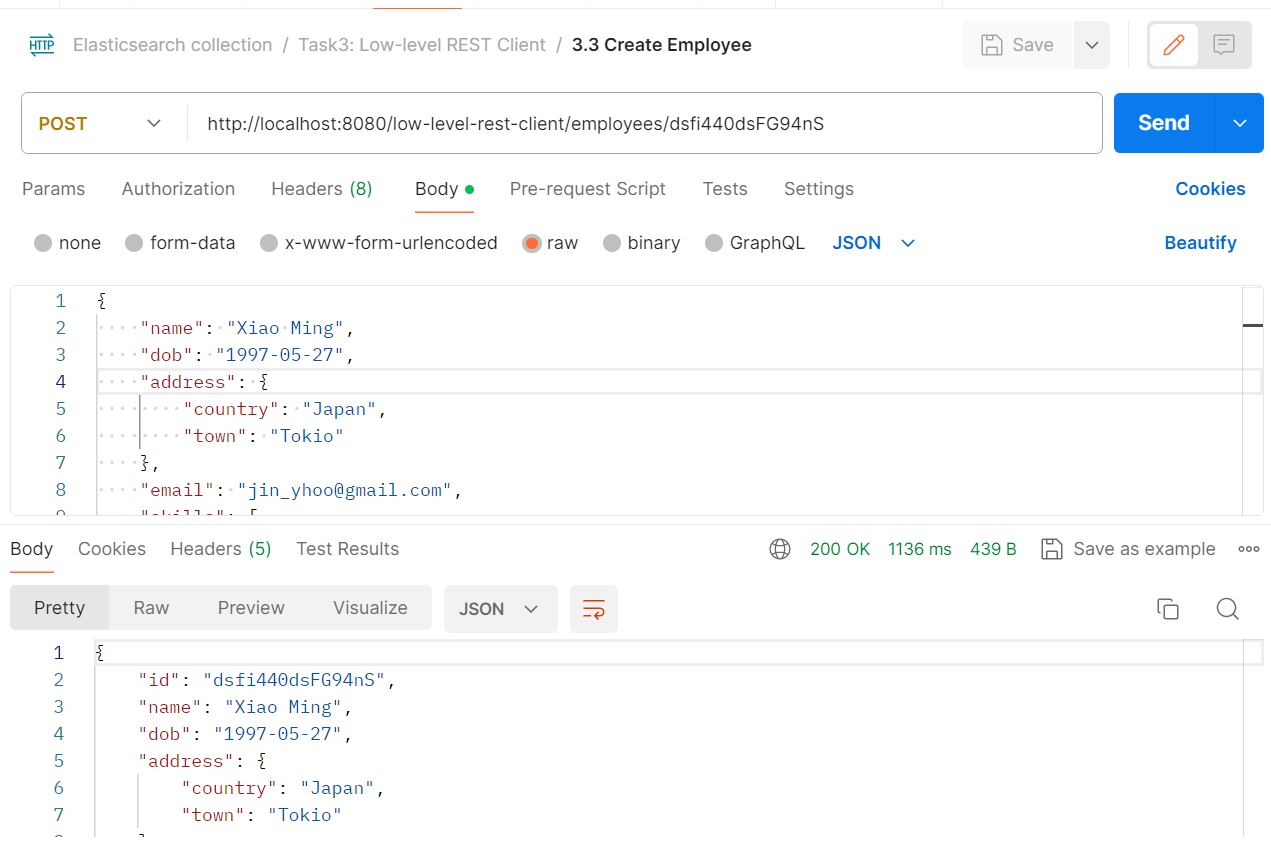 HTTP Elasticsearch collection / Task3: Low-level REST Client / 3.3 Create Employee Save
POST http://localhost:8080/low-level-rest-client/employees/dsfi440dsFG94nS Send
Params Authorization Headers (8) Body Pre-request Script Tests Settings Cookies
none form-data x-www-form-urlencoded raw binary GraphQL JSON Beautify
1 {
2 "name": "Xiao Ming",
3 "dob": "1997-05-27",
4 "address": {
5 "country": "Japan",
6 "town": "Tokio"
7 },
8 "email": "jin_yhoo@gmail.com",
9 "skills": [
Body Cookies Headers (5) Test Results 200 OK 1136 ms 439 B Save as example
Pretty Raw Preview Visualize JSON
1 {
2 "id": "dsfi440dsFG94nS",
3 "name": "Xiao Ming",
4 "dob": "1997-05-27",
5 "address": {
6 "country": "Japan",
7 "town": "Tokio"